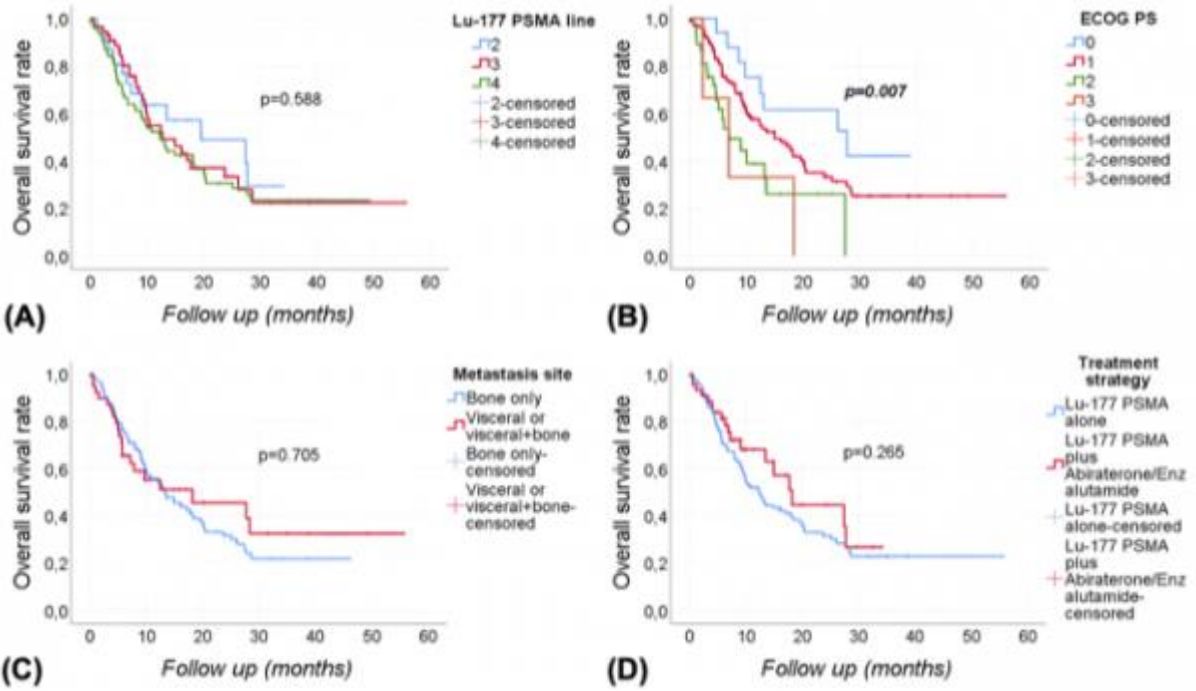 Lu-177 PSMA line
2
3
4
2-censored
3-censored
4-censored
p=0.588
Overall survival rate
1,0
0,8
0,6
0,4
0,2
0,0
0 10 20 30 40 50 60
Follow up (months)
(A)
ECOG PS
0
1
2
3
0-censored
1-censored
2-censored
3-censored
p=0.007
Overall survival rate
1,0
0,8
0,6
0,4
0,2
0,0
0 10 20 30 40 50 60
Follow up (months)
(B)
Metastasis site
Bone only
Visceral or
visceral+bone
Bone only-
censored
Visceral or
visceral+bone-
censored
p=0.705
Overall survival rate
1,0
0,8
0,6
0,4
0,2
0,0
0 10 20 30 40 50 60
Follow up (months)
(C)
Treatment
strategy
Lu-177 PSMA
alone
Lu-177 PSMA
plus
Abiraterone/Enz
alutamide
Lu-177 PSMA
alone-censored
Lu-177 PSMA
plus
Abiraterone/Enz
alutamide-
censored
p=0.265
Overall survival rate
1,0
0,8
0,6
0,4
0,2
0,0
0 10 20 30 40 50 60
Follow up (months)
(D)